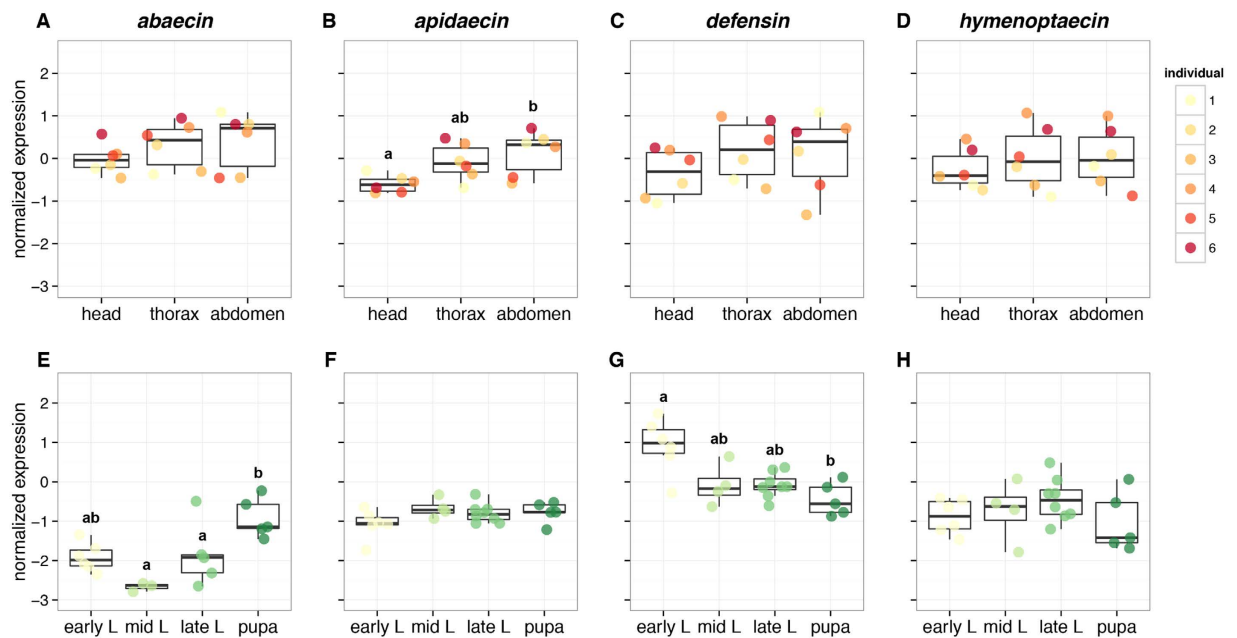 A abaecin B apidaecin C defensin D hymenoptaecin
normalized expression
2
1
0
−1
−2
−3
a
ab
b
head thorax abdomen
head thorax abdomen
head thorax abdomen
head thorax abdomen
individual
1
2
3
4
5
6
E F G H
normalized expression
2
1
0
−1
−2
−3
ab
a
a
b
a
ab
ab
b
early L mid L late L pupa
early L mid L late L pupa
early L mid L late L pupa
early L mid L late L pupa